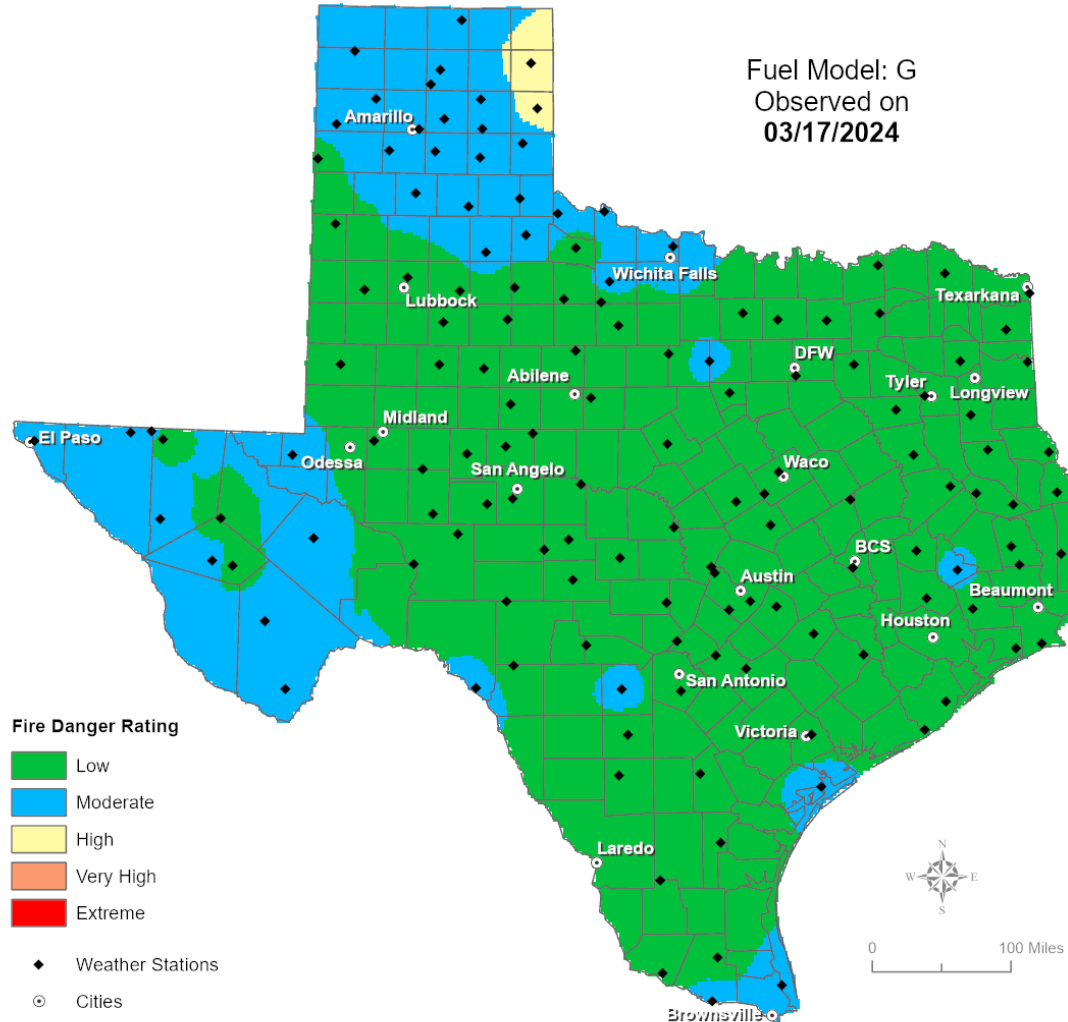 Fuel Model: G
Observed on
03/17/2024
Amarillo
Wichita Falls
Lubbock
Texarkana
DFW
Abilene
Tyler
Longview
Midland
El Paso
Odessa
San Angelo
Waco
BCS
Austin
Beaumont
Houston
San Antonio
Victoria
Laredo
Brownsville
Fire Danger Rating
Low
Moderate
High
Very High
Extreme
Weather Stations
Cities
N
W E
S
0 100 Miles